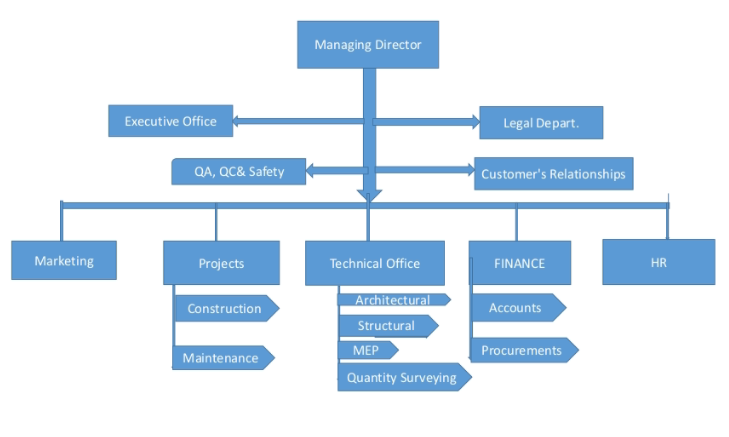 Managing Director
Executive Office
Legal Depart.
QA, QC& Safety
Customer's Relationships
Marketing
Projects
Technical Office
FINANCE
HR
Construction
Maintenance
Architectural
Structural
MEP
Quantity Surveying
Accounts
Procurements